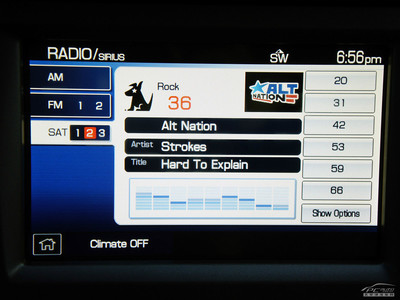 RADIO/SIRIUS SW 6:56pm
AM
FM 1 2
SAT 1 2 3
Rock
36
ALT NATION
Alt Nation
Artist Strokes
Title Hard To Explain
20
31
42
53
59
66
Show Options
Climate OFF